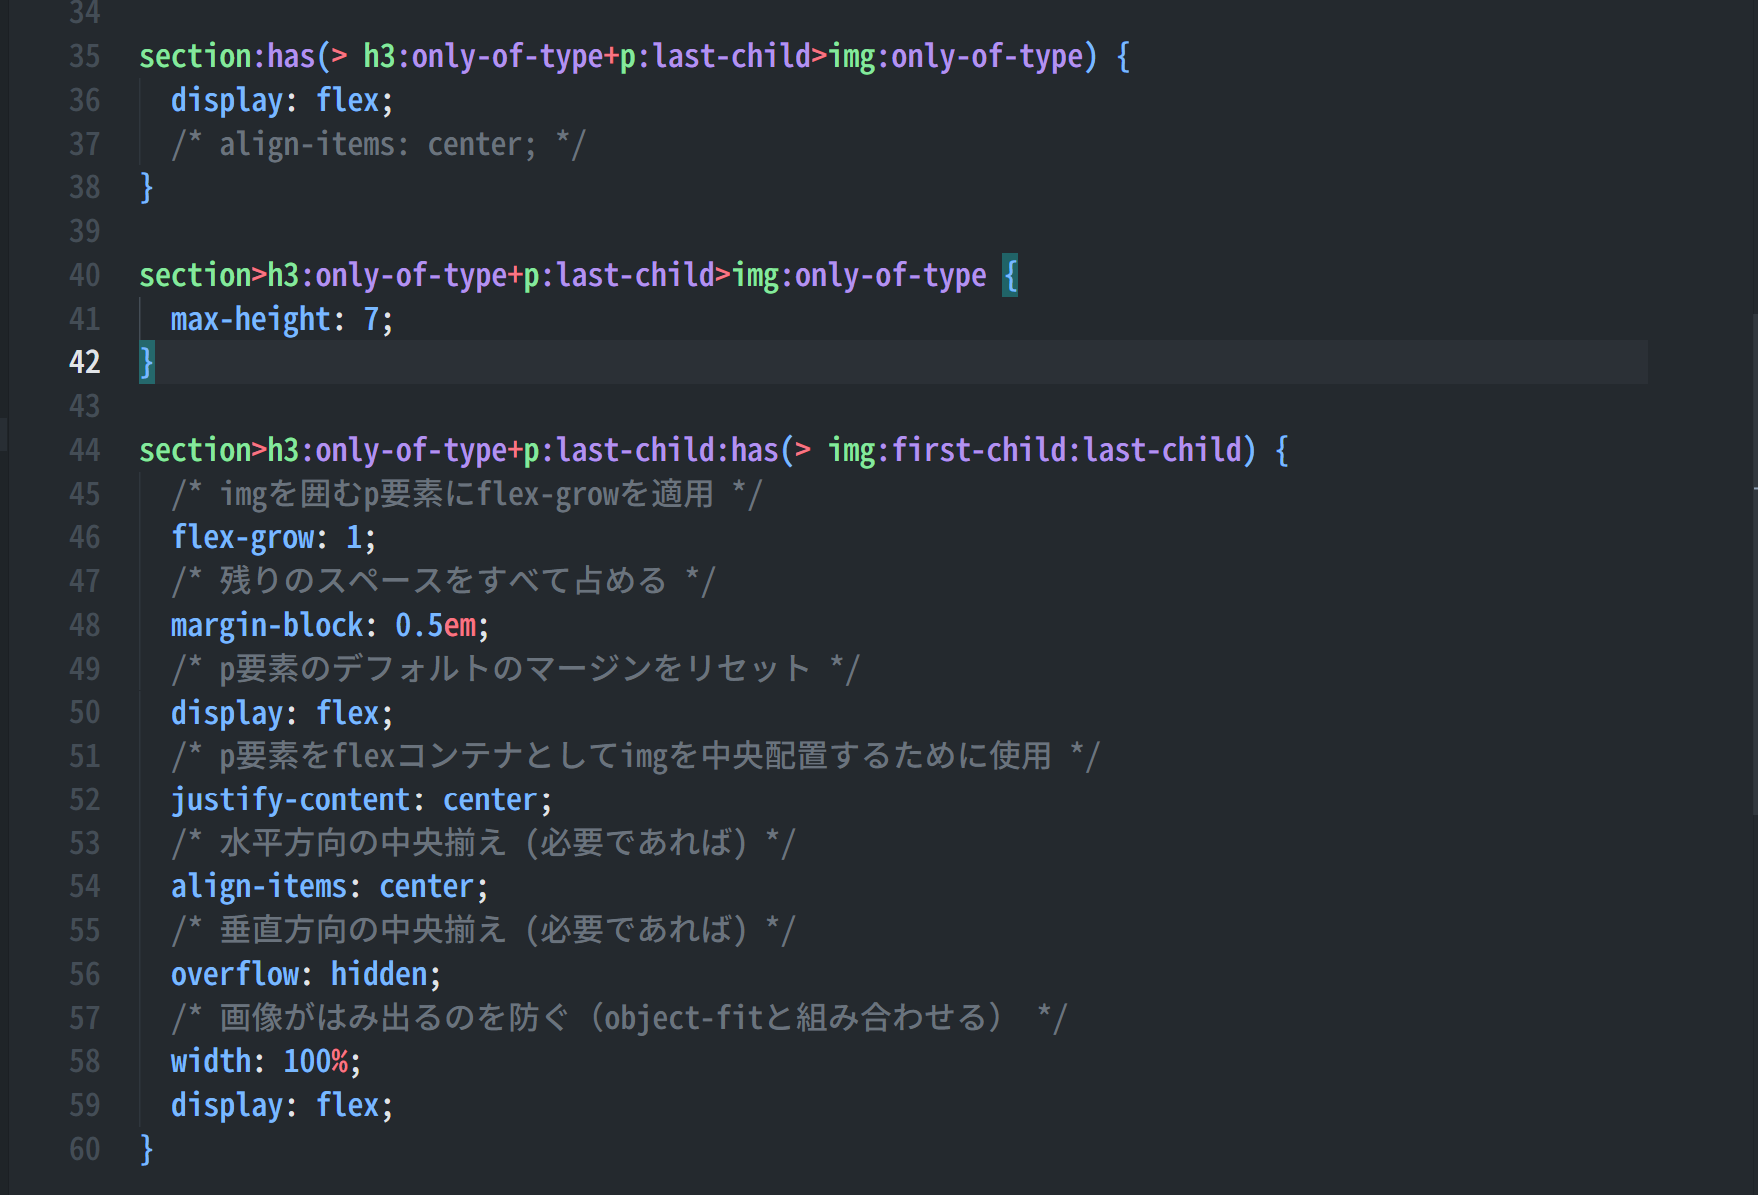 34
35 section:has(> h3:only-of-type+p:last-child>img:only-of-type) {
36 display: flex;
37 /* align-items: center; */
38 }
39
40 section>h3:only-of-type+p:last-child>img:only-of-type {
41 max-height: 7;
42 }
43
44 section>h3:only-of-type+p:last-child:has(> img:first-child:last-child) {
45 /* imgを囲むp要素にflex-growを適用 */
46 flex-grow: 1;
47 /* 残りのスペースをすべて占める */
48 margin-block: 0.5em;
49 /* p要素のデフォルトのマージンをリセット */
50 display: flex;
51 /* p要素をflexコンテナとしてimgを中央配置するために使用 */
52 justify-content: center;
53 /* 水平方向の中央揃え（必要であれば）*/
54 align-items: center;
55 /* 垂直方向の中央揃え（必要であれば）*/
56 overflow: hidden;
57 /* 画像がはみ出るのを防ぐ（object-fitと組み合わせる） */
58 width: 100%;
59 display: flex;
60 }